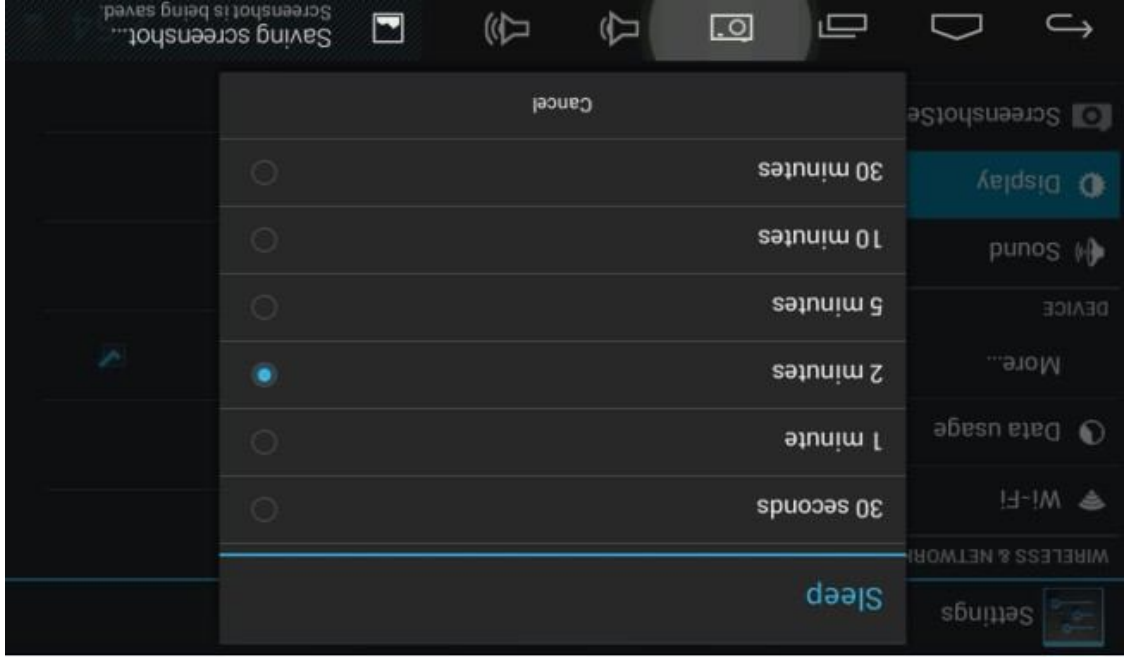 Settings
WIRELESS & NETWOR
Wi-Fi
Data usage
More...
DEVICE
Sound
Display
ScreenshotSe
Sleep
30 seconds
1 minute
2 minutes
5 minutes
10 minutes
30 minutes
Cancel
Saving screenshot...
Screenshot is being saved.